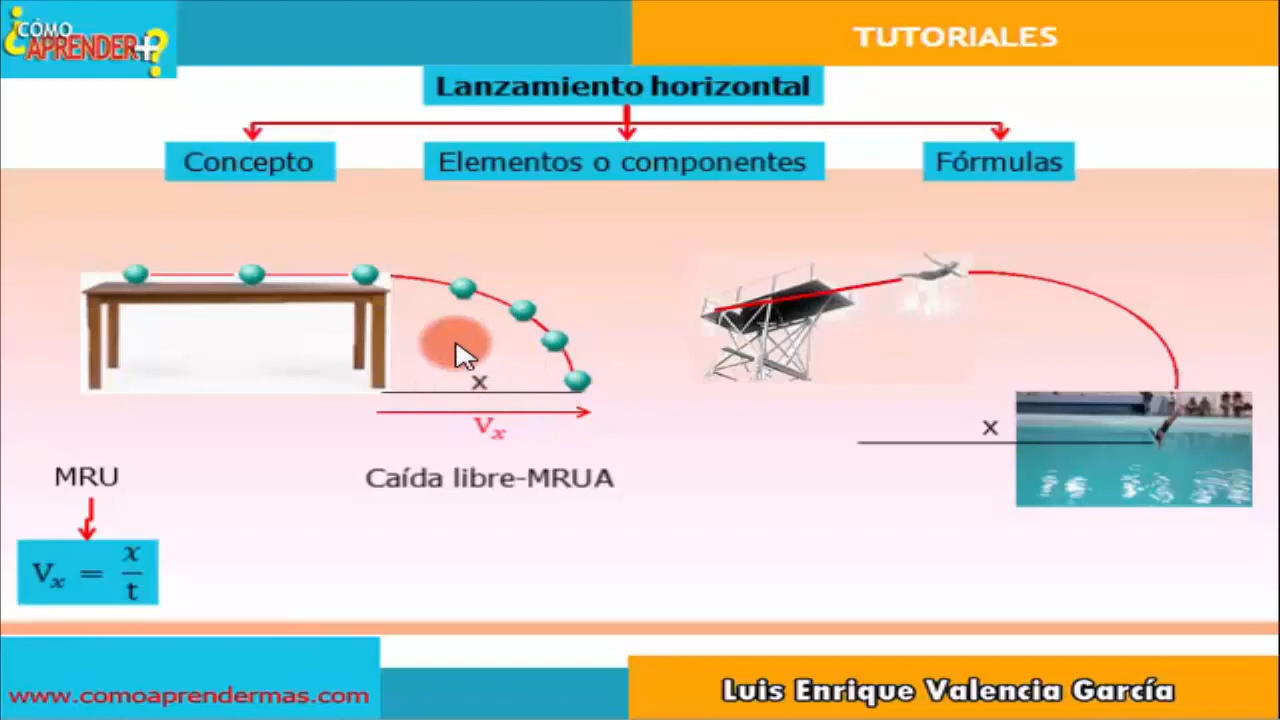 ¿CÓMO
APRENDER+?
TUTORIALES
Lanzamiento horizontal
Concepto
Elementos o componentes
Fórmulas
x
Vx
x
MRU
Caída libre-MRUA
Vx = x/t
www.comoaprendermas.com
Luis Enrique Valencia García